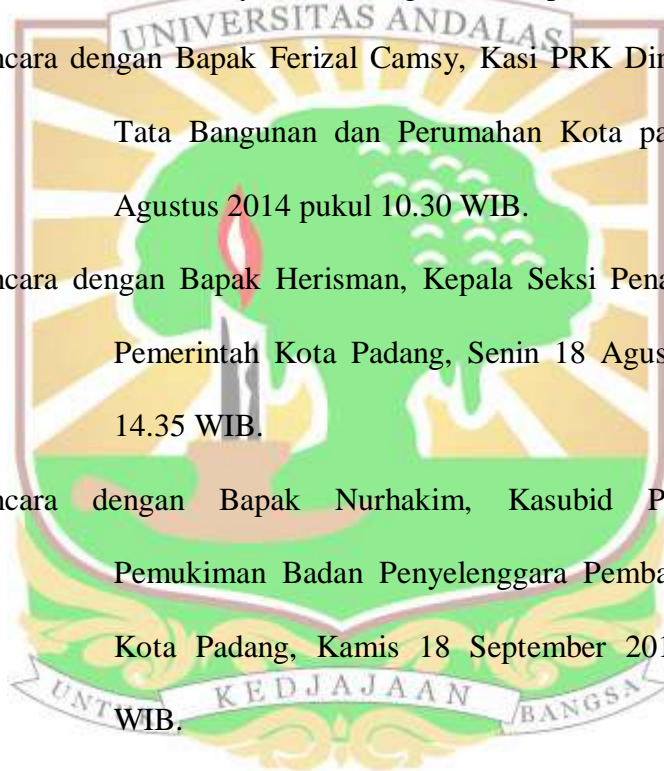 UNIVERSITAS ANDALAS
ncara dengan Bapak Ferizal Camsy, Kasi PRK Din
Tata Bangunan dan Perumahan Kota pa
Agustus 2014 pukul 10.30 WIB.
ncara dengan Bapak Herisman, Kepala Seksi Pena
Pemerintah Kota Padang, Senin 18 Agus
14.35 WIB.
ncara dengan Bapak Nurhakim, Kasubid P
Pemukiman Badan Penyelenggara Pemba
Kota Padang, Kamis 18 September 201
WIB.
UNTUK KEDJAJAAN BANGSA